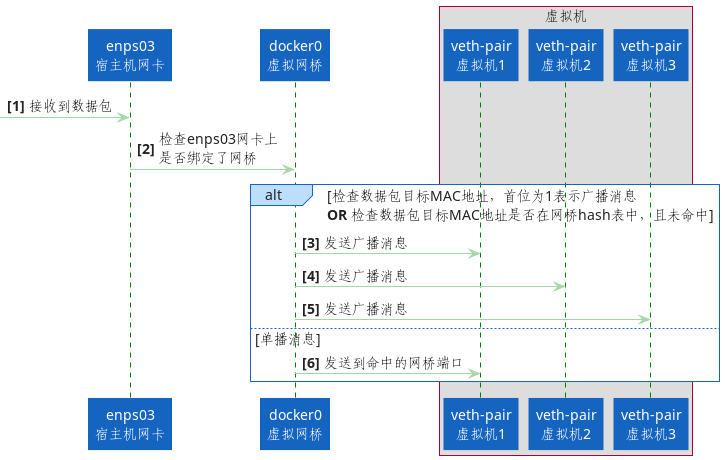 虚拟机
enps03
宿主机网卡
docker0
虚拟网桥
veth-pair
虚拟机1
veth-pair
虚拟机2
veth-pair
虚拟机3
[1] 接收到数据包
[2] 检查enps03网卡上
是否绑定了网桥
alt [检查数据包目标MAC地址，首位为1表示广播消息
OR 检查数据包目标MAC地址是否在网桥hash表中，且未命中]
[3] 发送广播消息
[4] 发送广播消息
[5] 发送广播消息
[单播消息]
[6] 发送到命中的网桥端口
enps03
宿主机网卡
docker0
虚拟网桥
veth-pair
虚拟机1
veth-pair
虚拟机2
veth-pair
虚拟机3